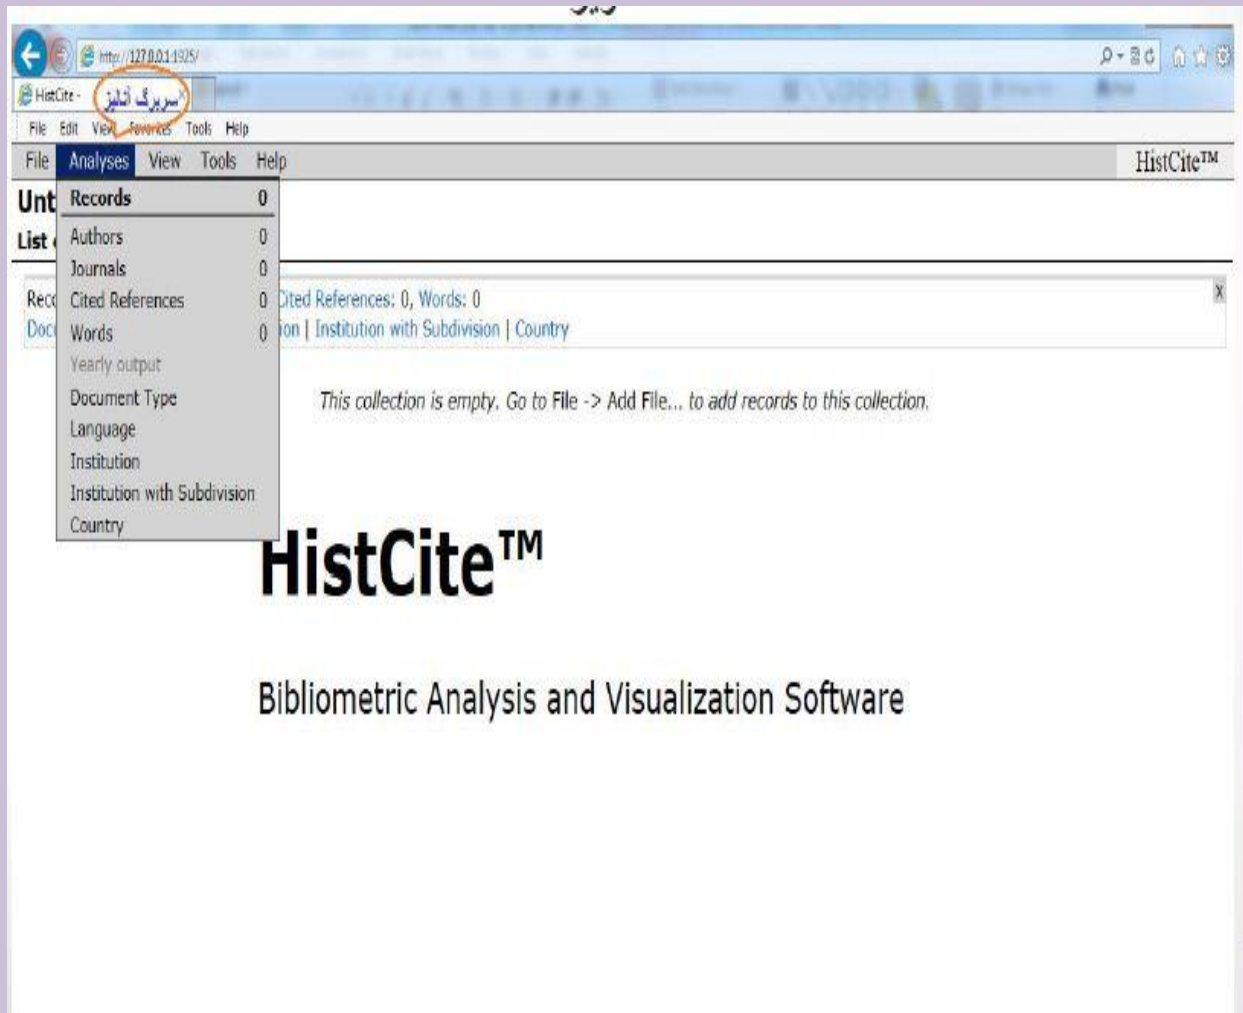 http://127.0.0.1:1925/
HistCite -
سربرگ آنالیز
File Edit View Favorites Tools Help
File Analyses View Tools Help HistCite™
Unt
List
Records 0
Authors 0
Journals 0
Cited References 0
Words 0
Yearly output
Document Type
Language
Institution
Institution with Subdivision
Country
Cited References: 0, Words: 0
ion | Institution with Subdivision | Country
X
This collection is empty. Go to File -> Add File... to add records to this collection.
HistCite™
Bibliometric Analysis and Visualization Software